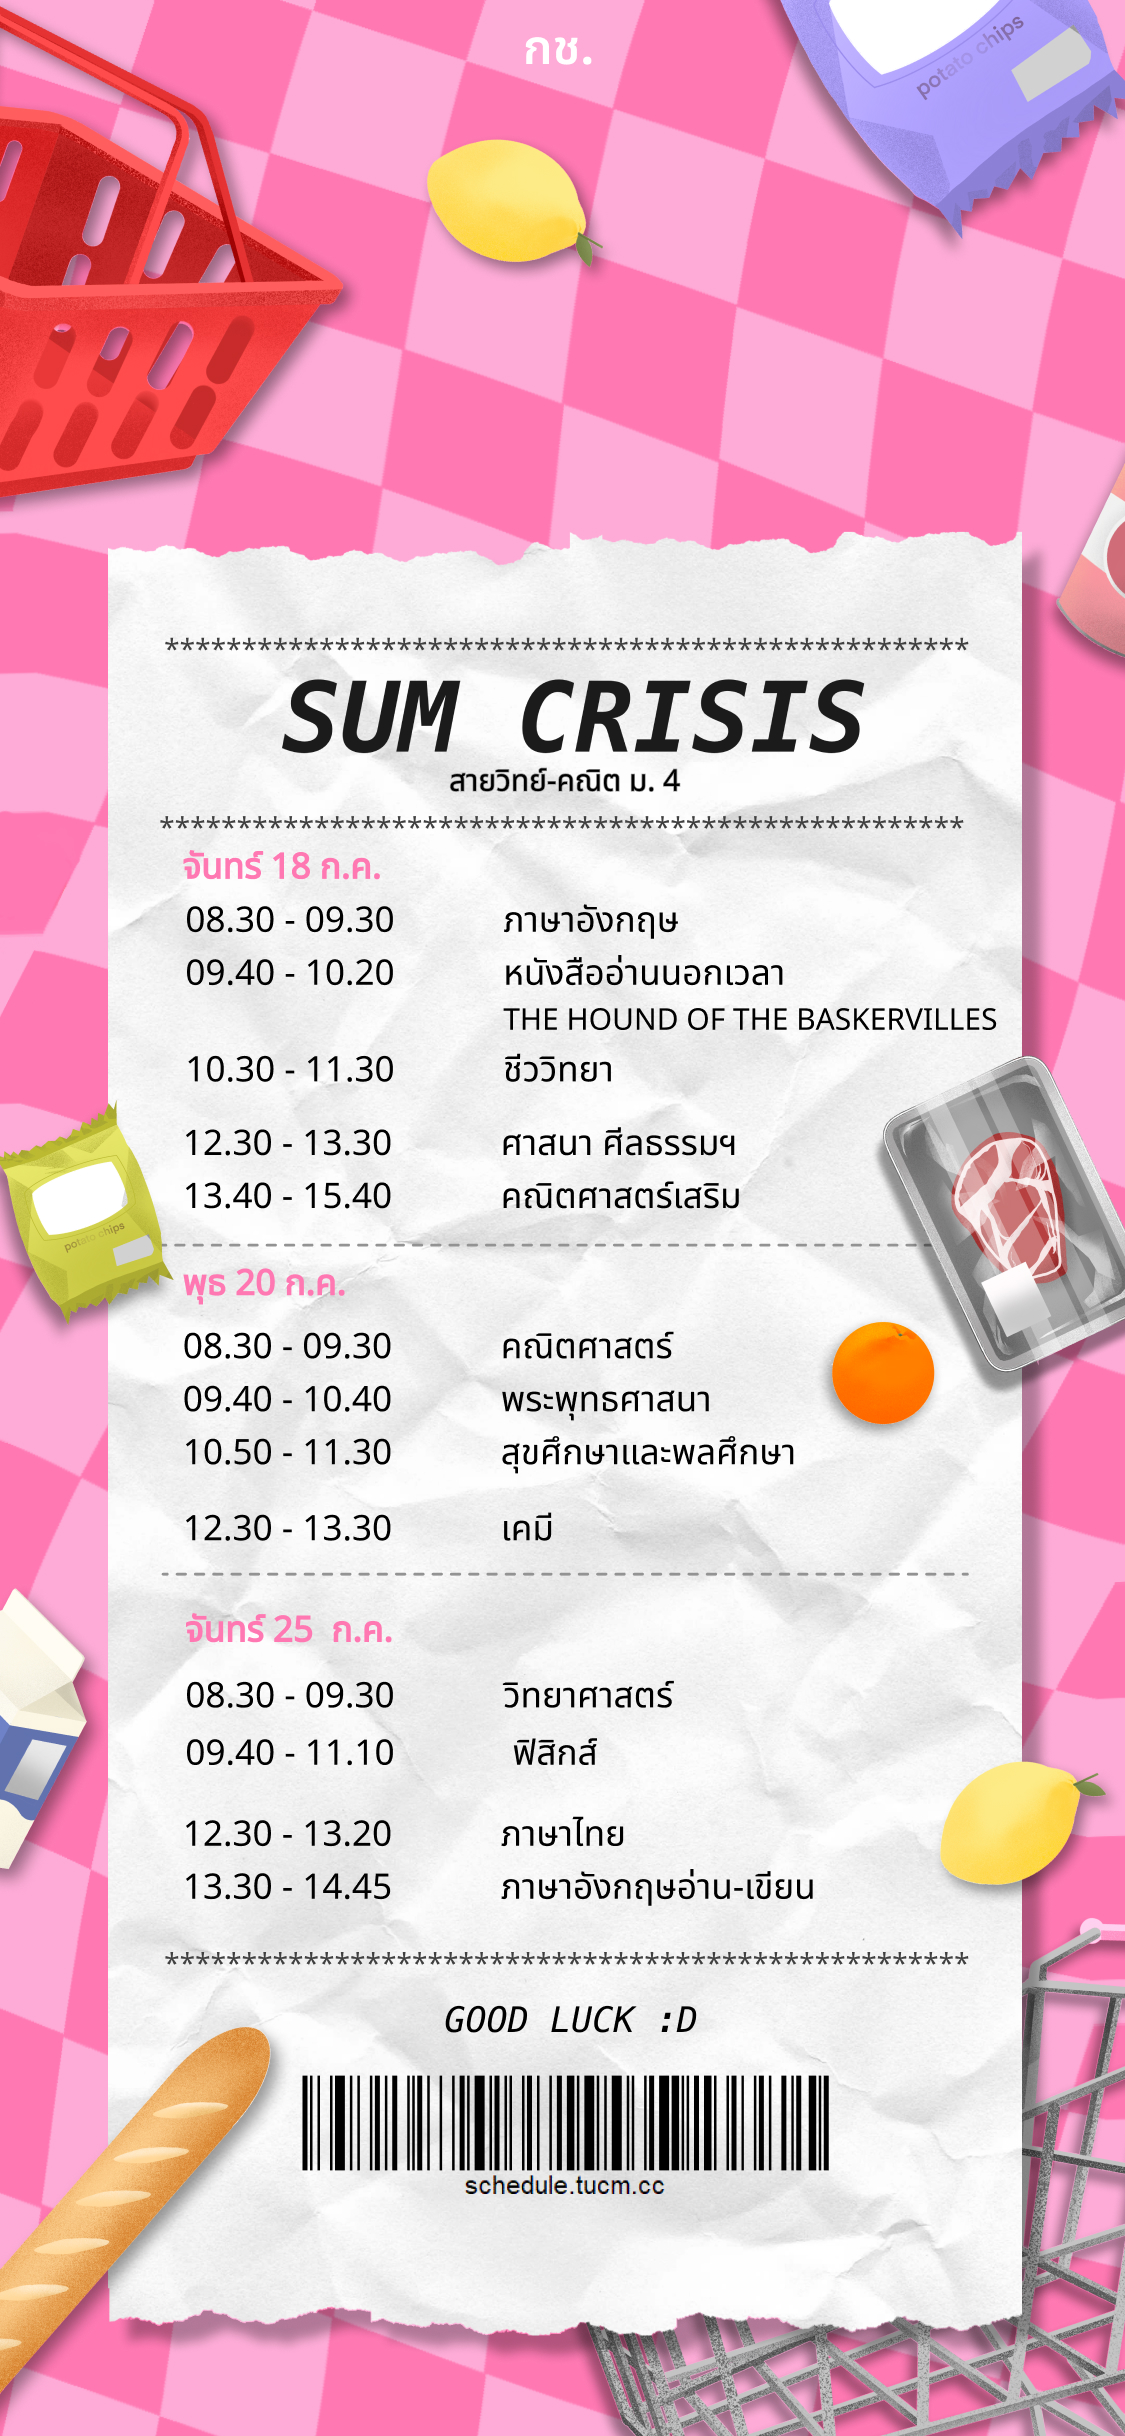 กช.
potato chips
*****************************************************
SUM CRISIS
สายวิทย์-คณิต ม. 4
*****************************************************
จันทร์ 18 ก.ค.
08.30 - 09.30 ภาษาอังกฤษ
09.40 - 10.20 หนังสืออ่านนอกเวลา
THE HOUND OF THE BASKERVILLES
10.30 - 11.30 ชีววิทยา
12.30 - 13.30 ศาสนา ศีลธรรมฯ
13.40 - 15.40 คณิตศาสตร์เสริม
potato chips
พุธ 20 ก.ค.
08.30 - 09.30 คณิตศาสตร์
09.40 - 10.40 พระพุทธศาสนา
10.50 - 11.30 สุขศึกษาและพลศึกษา
12.30 - 13.30 เคมี
จันทร์ 25 ก.ค.
08.30 - 09.30 วิทยาศาสตร์
09.40 - 11.10 ฟิสิกส์
12.30 - 13.20 ภาษาไทย
13.30 - 14.45 ภาษาอังกฤษอ่าน-เขียน
*****************************************************
GOOD LUCK :D
schedule.tucm.cc